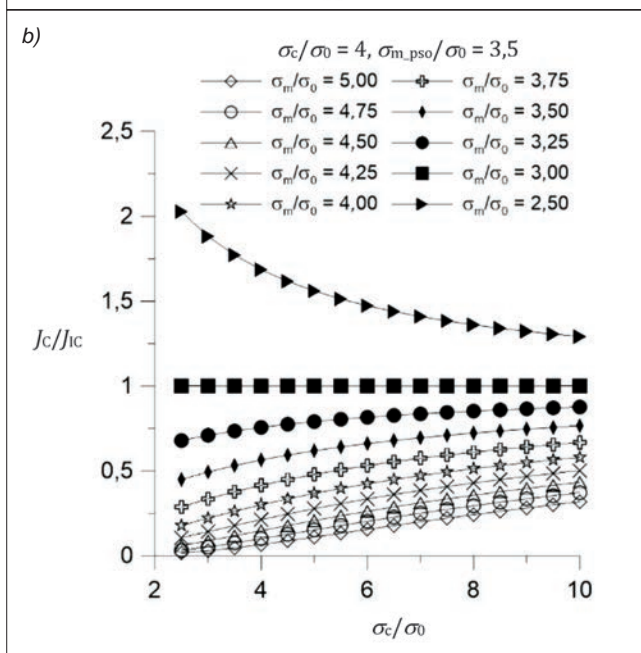 b)
σc/σ0 = 4, σm_pso/σ0 = 3,5
σm/σ0 = 5,00
σm/σ0 = 4,75
σm/σ0 = 4,50
σm/σ0 = 4,25
σm/σ0 = 4,00
σm/σ0 = 3,75
σm/σ0 = 3,50
σm/σ0 = 3,25
σm/σ0 = 3,00
σm/σ0 = 2,50
2,5
2
1,5
1
0,5
0
JC/JIC
2 4 6 8 10
σc/σ0